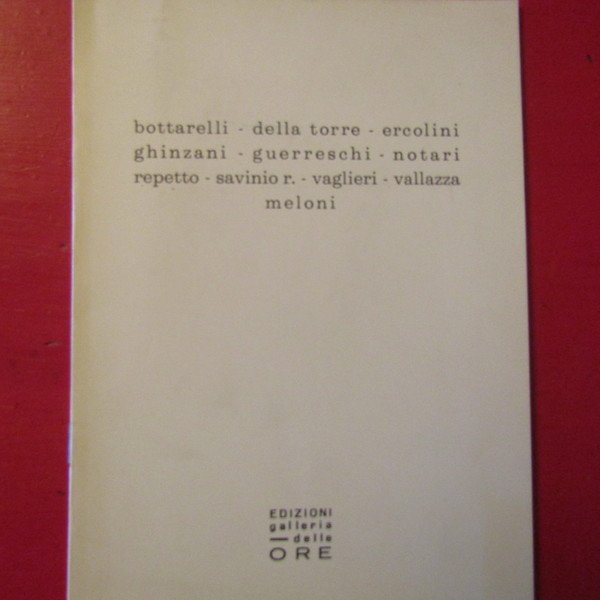 bottarelli - della torre - ercolini
ghinzani - guerreschi - notari
repetto - savinio r. - vaglieri - vallazza
meloni
EDIZIONI
galleria
delle
ORE